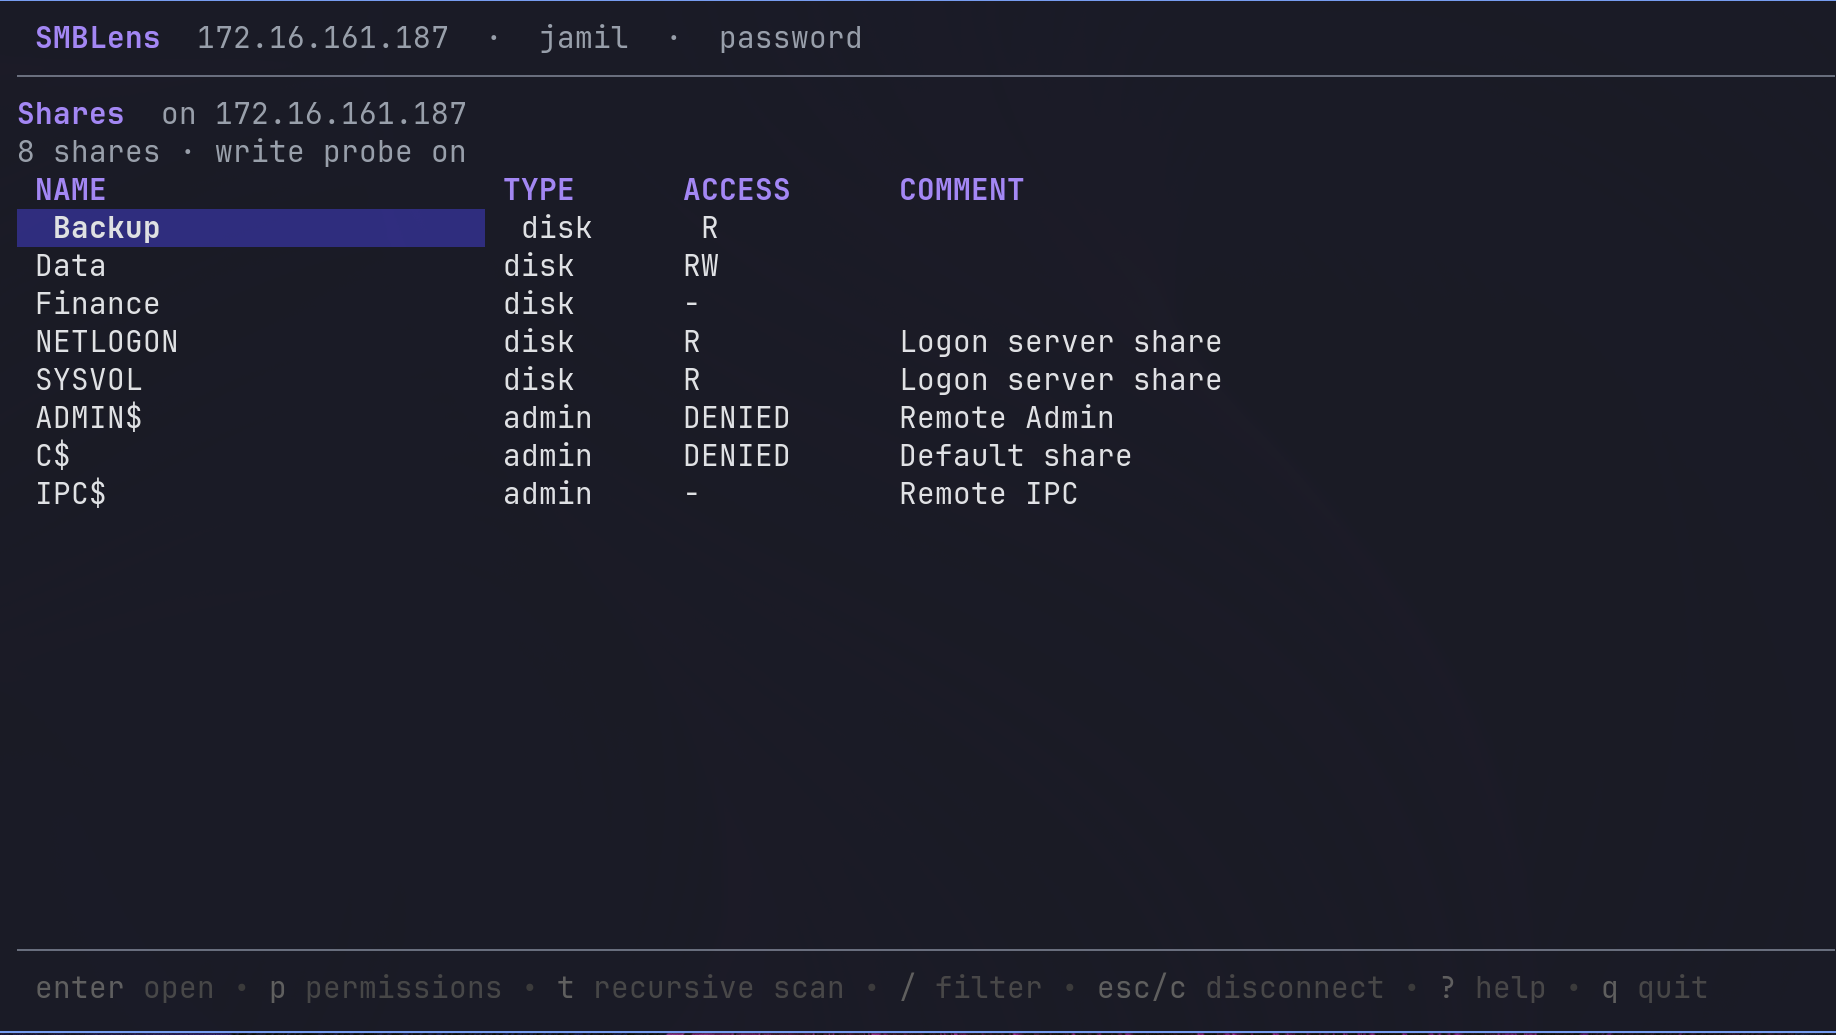 SMBLens 172.16.161.187 · jamil · password
Shares on 172.16.161.187
8 shares · write probe on
NAME TYPE ACCESS COMMENT
Backup disk R
Data disk RW
Finance disk -
NETLOGON disk R Logon server share
SYSVOL disk R Logon server share
ADMIN$ admin DENIED Remote Admin
C$ admin DENIED Default share
IPC$ admin - Remote IPC
enter open • p permissions • t recursive scan • / filter • esc/c disconnect • ? help • q quit